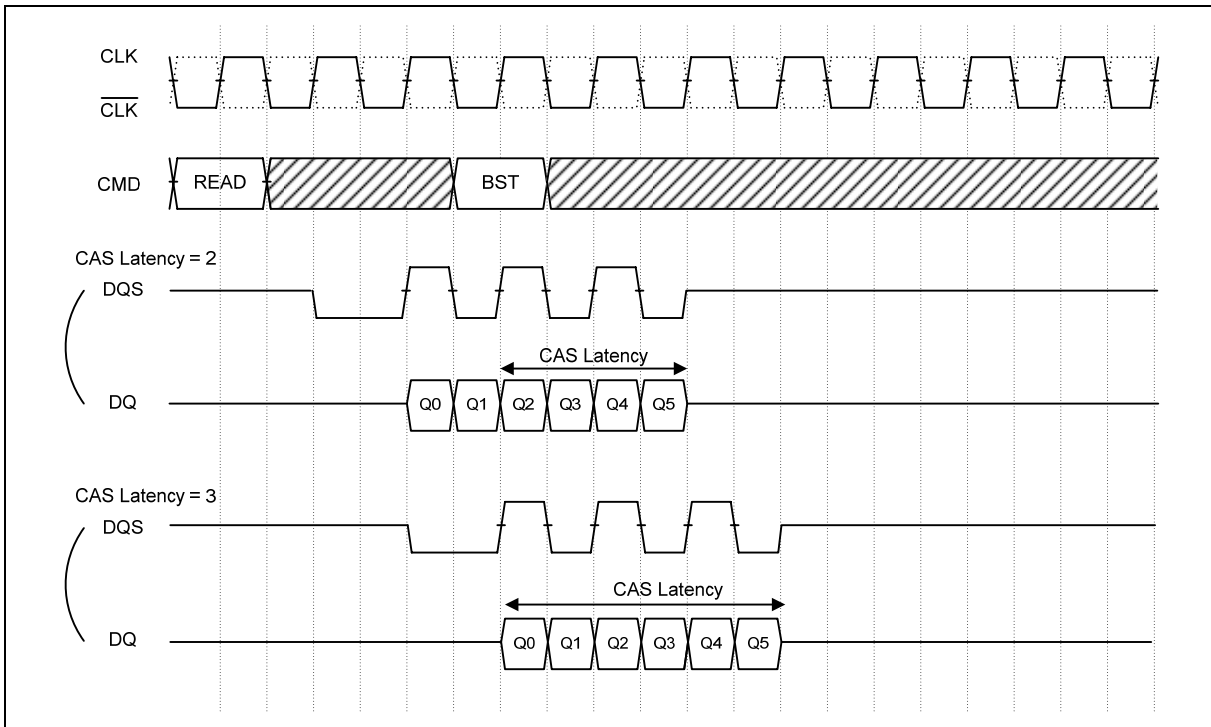 CLK
CLK
CMD
READ
BST
CAS Latency = 2
DQS
CAS Latency
DQ
Q0
Q1
Q2
Q3
Q4
Q5
CAS Latency = 3
DQS
CAS Latency
DQ
Q0
Q1
Q2
Q3
Q4
Q5